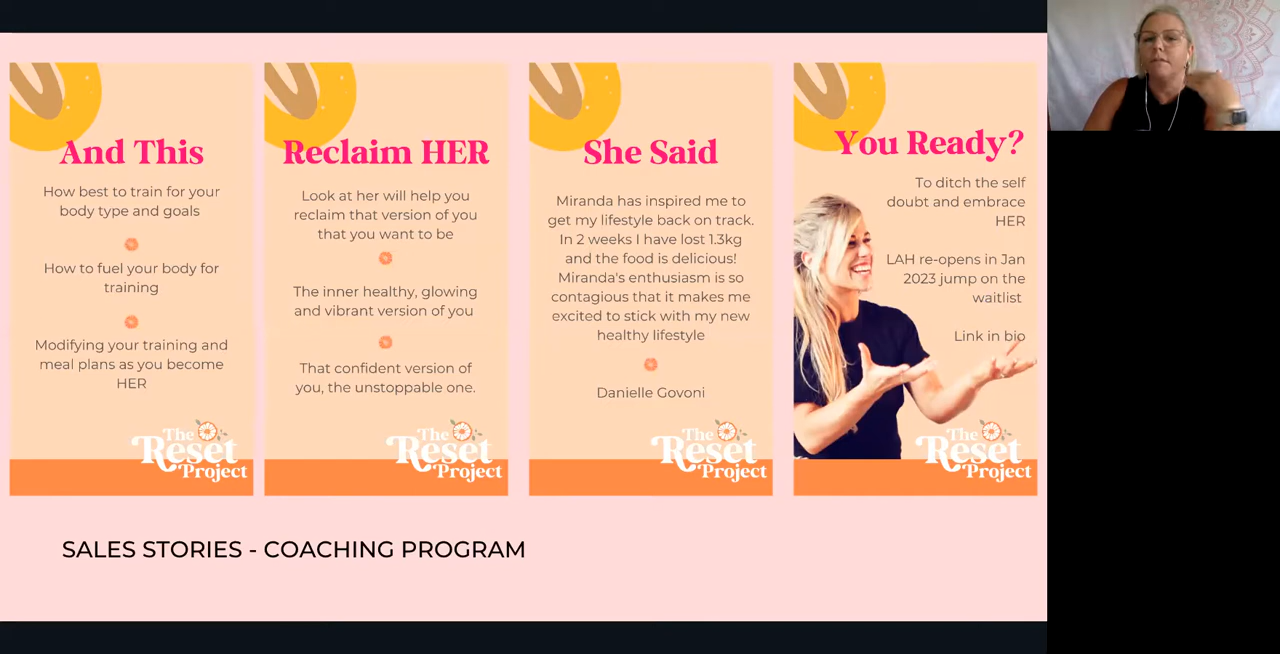 And This
How best to train for your
body type and goals
How to fuel your body for
training
Modifying your training and
meal plans as you become
HER
The
Reset
Project
Reclaim HER
Look at her will help you
reclaim that version of you
that you want to be
The inner healthy, glowing
and vibrant version of you
That confident version of
you, the unstoppable one.
The
Reset
Project
She Said
Miranda has inspired me to
get my lifestyle back on track.
In 2 weeks I have lost 1.3kg
and the food is delicious!
Miranda's enthusiasm is so
contagious that it makes me
excited to stick with my new
healthy lifestyle
Danielle Govoni
The
Reset
Project
You Ready?
To ditch the self
doubt and embrace
HER
LAH re-opens in Jan
2023 jump on the
waitlist
Link in bio
The
Reset
Project
SALES STORIES - COACHING PROGRAM